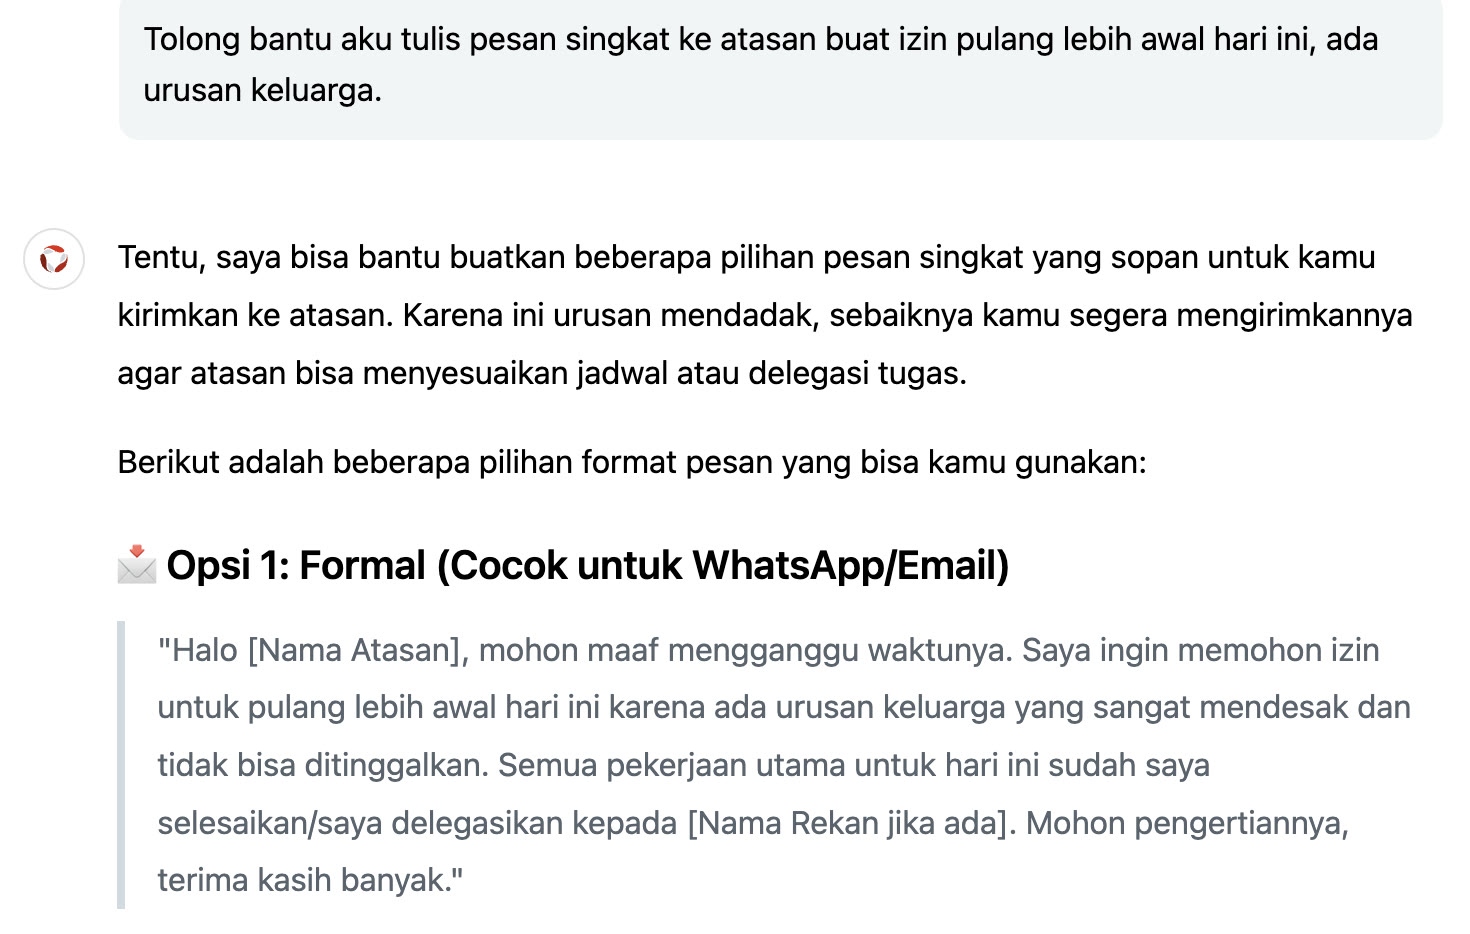 Tolong bantu aku tulis pesan singkat ke atasan buat izin pulang lebih awal hari ini, ada
urusan keluarga.
Tentu, saya bisa bantu buatkan beberapa pilihan pesan singkat yang sopan untuk kamu
kirimkan ke atasan. Karena ini urusan mendadak, sebaiknya kamu segera mengirimkannya
agar atasan bisa menyesuaikan jadwal atau delegasi tugas.
Berikut adalah beberapa pilihan format pesan yang bisa kamu gunakan:
📩 Opsi 1: Formal (Cocok untuk WhatsApp/Email)
"Halo [Nama Atasan], mohon maaf mengganggu waktunya. Saya ingin memohon izin
untuk pulang lebih awal hari ini karena ada urusan keluarga yang sangat mendesak dan
tidak bisa ditinggalkan. Semua pekerjaan utama untuk hari ini sudah saya
selesaikan/saya delegasikan kepada [Nama Rekan jika ada]. Mohon pengertiannya,
terima kasih banyak."